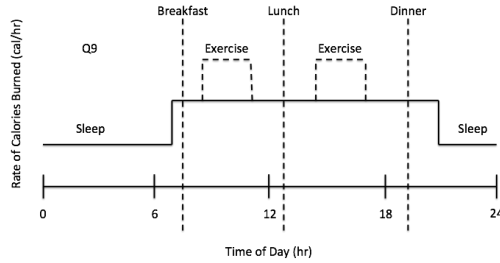 Breakfast
Lunch
Dinner
Q9
Exercise
Exercise
Rate of Calories Burned (cal/hr)
Sleep
Sleep
0
6
12
18
24
Time of Day (hr)